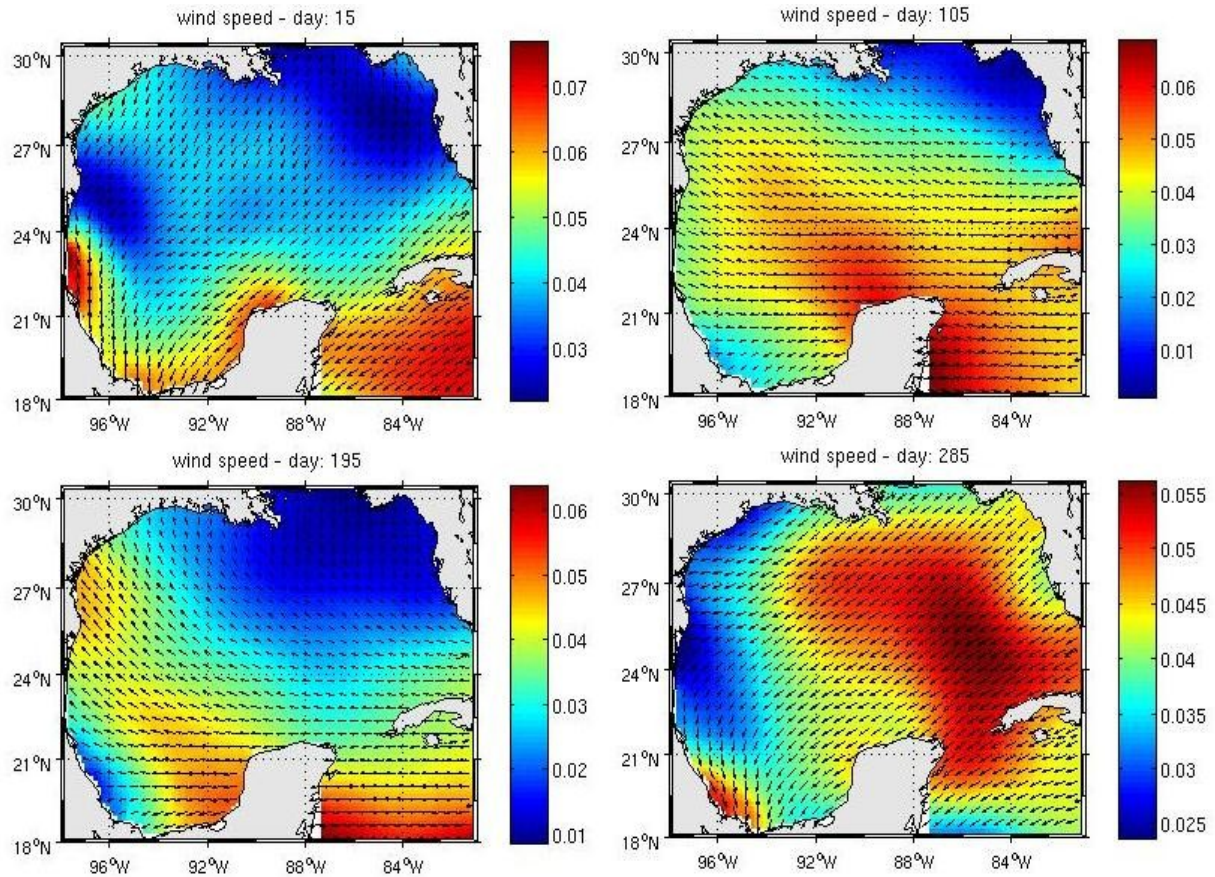 wind speed - day: 15
30°N
27°N
24°N
21°N
18°N
96°W
92°W
88°W
84°W
0.07
0.06
0.05
0.04
0.03
wind speed - day: 105
30°N
27°N
24°N
21°N
18°N
96°W
92°W
88°W
84°W
0.06
0.05
0.04
0.03
0.02
0.01
wind speed - day: 195
30°N
27°N
24°N
21°N
18°N
96°W
92°W
88°W
84°W
0.06
0.05
0.04
0.03
0.02
0.01
wind speed - day: 285
30°N
27°N
24°N
21°N
18°N
96°W
92°W
88°W
84°W
0.055
0.05
0.045
0.04
0.035
0.03
0.025